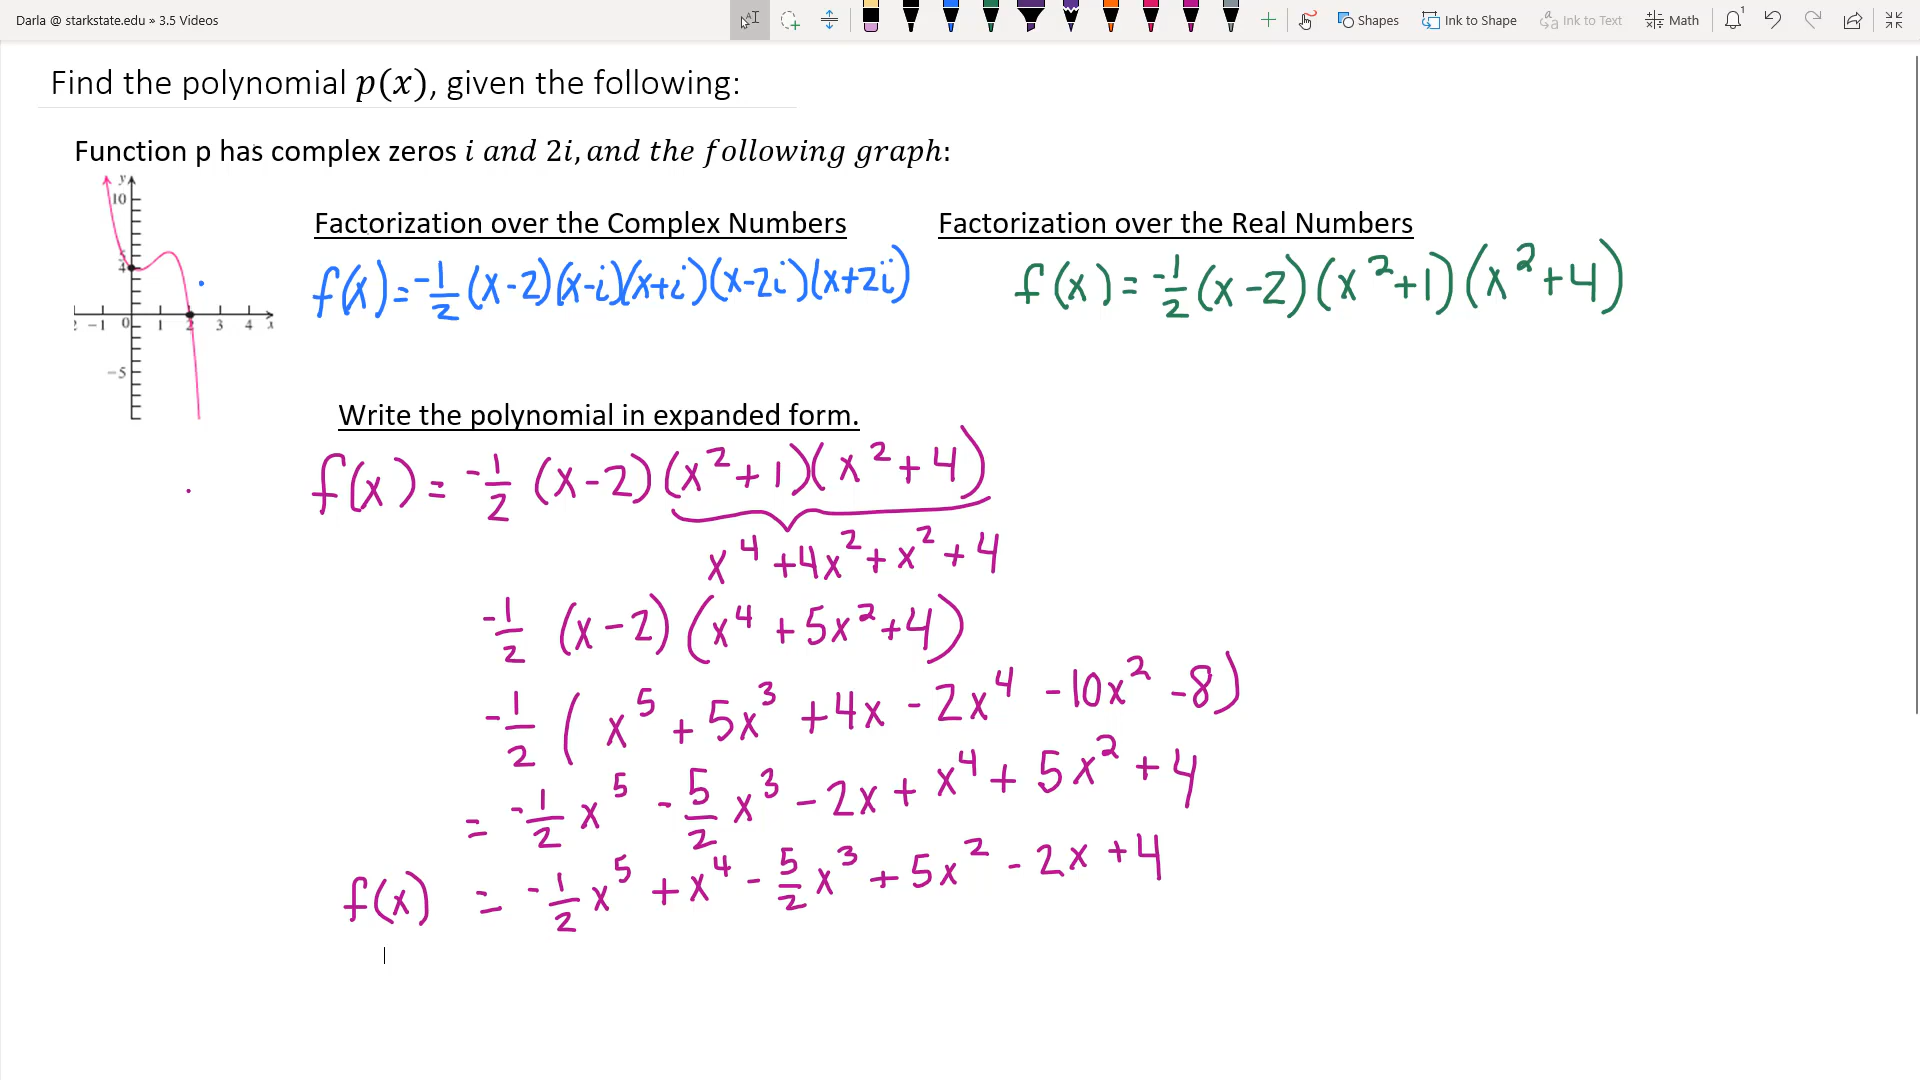 Darla @ starkstate.edu » 3.5 Videos
Shapes Ink to Shape Ink to Text Math 1
Find the polynomial p(x), given the following:
Function p has complex zeros i and 2i, and the following graph:
y
10
4
-1 0 1 2 3 4 x
-5
Factorization over the Complex Numbers
f(x) = -1/2 (x-2)(x-i)(x+i)(x-2i)(x+2i)
Factorization over the Real Numbers
f(x) = -1/2 (x-2)(x²+1)(x²+4)
Write the polynomial in expanded form.
f(x) = -1/2 (x-2)(x²+1)(x²+4)
x⁴ + 4x² + x² + 4
-1/2 (x-2)(x⁴ + 5x² + 4)
-1/2 (x⁵ + 5x³ + 4x - 2x⁴ - 10x² - 8)
= -1/2 x⁵ - 5/2 x³ - 2x + x⁴ + 5x² + 4
f(x) = -1/2 x⁵ + x⁴ - 5/2 x³ + 5x² - 2x + 4